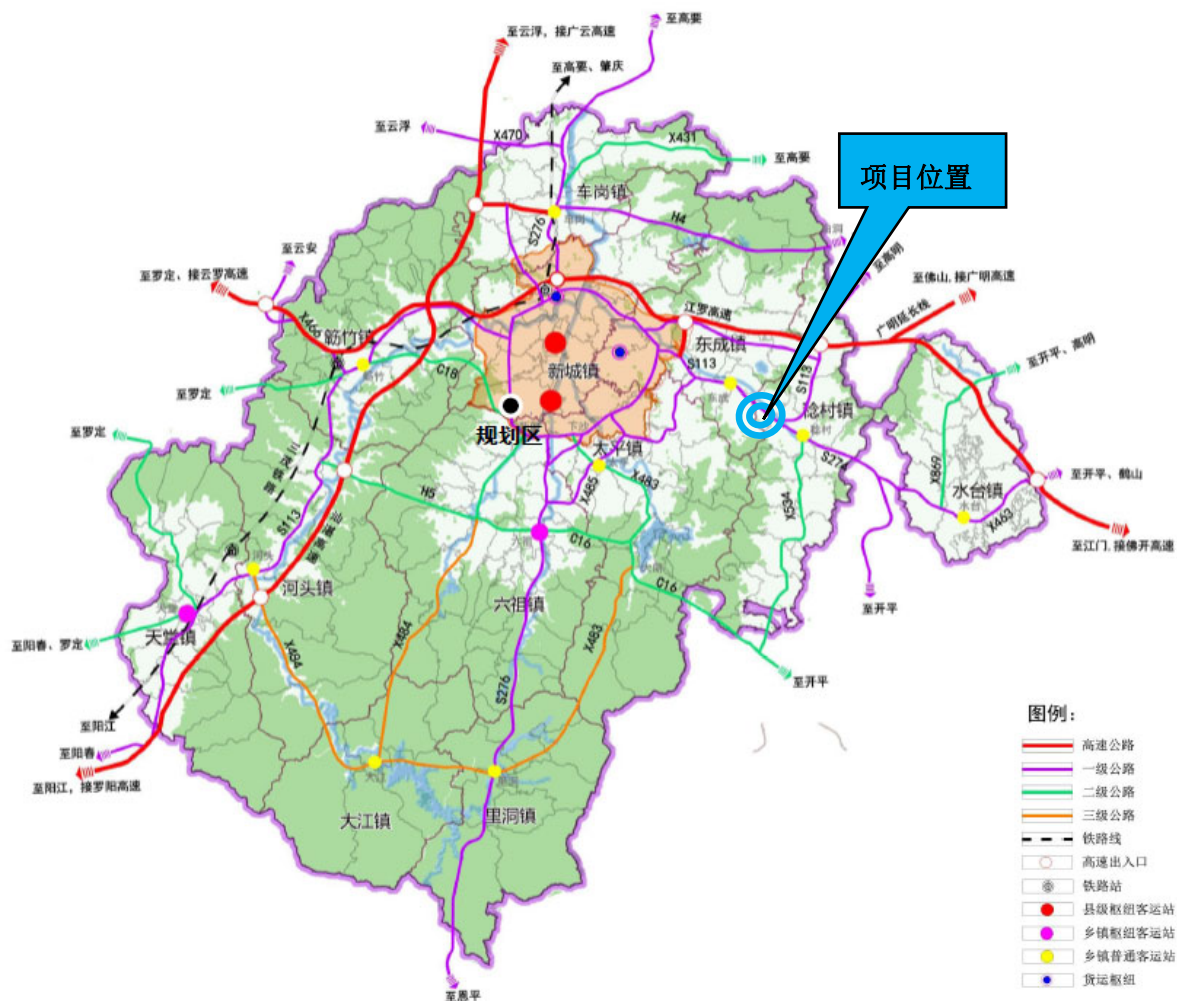 至云浮，接广云高速
至高要
至高要、肇庆
至云浮
X470
X431
至高要
项目位置
车岗镇
S276
H4
至云安
至罗定、接云罗高速
至高明
至佛山，接广明高速
广明延长线
江罗高速
X466
簕竹镇
C18
东成镇
S113
S113
新城镇
至开平、高明
至罗定
稔村镇
规划区
下沙
太平镇
S274
X869
至罗定
X485
X483
水台镇
至开平、鹤山
X463
H5
X534
至江门，接佛开高速
S113
C16
C16
至开平
河头镇
六祖镇
天堂镇
至阳春、罗定
X484
X484
X483
S276
至开平
至阳江
至阳春
至阳江，接罗阳高速
大江镇
里洞镇
至恩平
图例：
高速公路
一级公路
二级公路
三级公路
铁路线
高速出入口
铁路站
县级枢纽客运站
乡镇枢纽客运站
乡镇普通客运站
货运枢纽